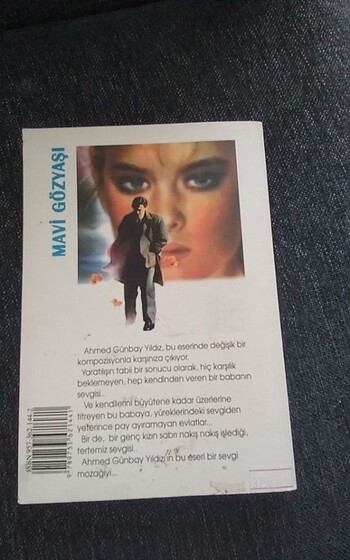 MAVİ GÖZYAŞI
Ahmed Günbay Yıldız, bu eserinde değişik bir
kompozisyonla karşınıza çıkıyor.
Yaratılışın tabiî bir sonucu olarak, hiç karşılık
beklemeyen, hep kendinden veren bir babanın
sevgisi..
Ve kendilerini büyütene kadar üzerlerine
titreyen bu babaya, yüreklerindeki sevgiden
yeterince pay ayıramayan evlatlar...
Bir de, bir genç kızın sabrı nakış nakış işlediği,
tertemiz sevgisi..
Ahmed Günbay Yıldız'ın bu eseri bir sevgi
mozağiyi...